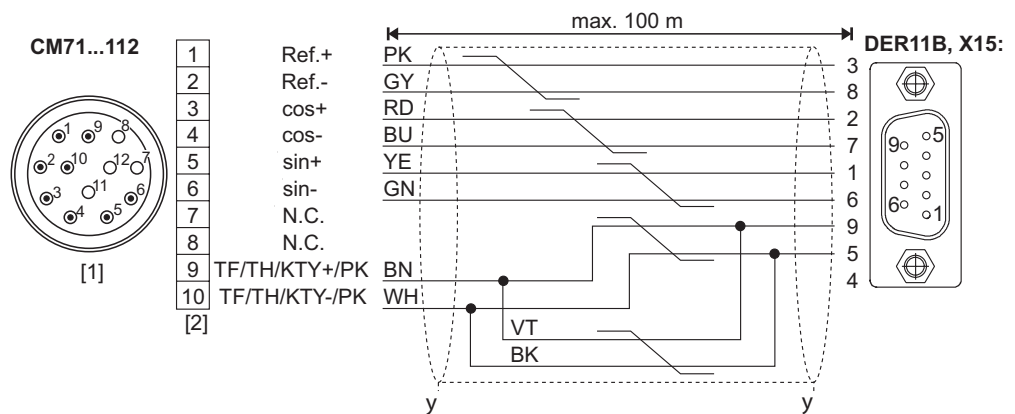 max. 100 m
CM71...112
DER11B, X15:
1 Ref.+ PK 3
2 Ref.- GY 8
3 cos+ RD 2
4 cos- BU 7
5 sin+ YE 1
6 sin- GN 6
7 N.C. 9
8 N.C. 5
9 TF/TH/KTY+/PK BN 4
10 TF/TH/KTY-/PK WH
[1]
[2]
VT
BK
y y
1 9 8
2 10 12 7
3 11 6
4 5
9 5
6 1